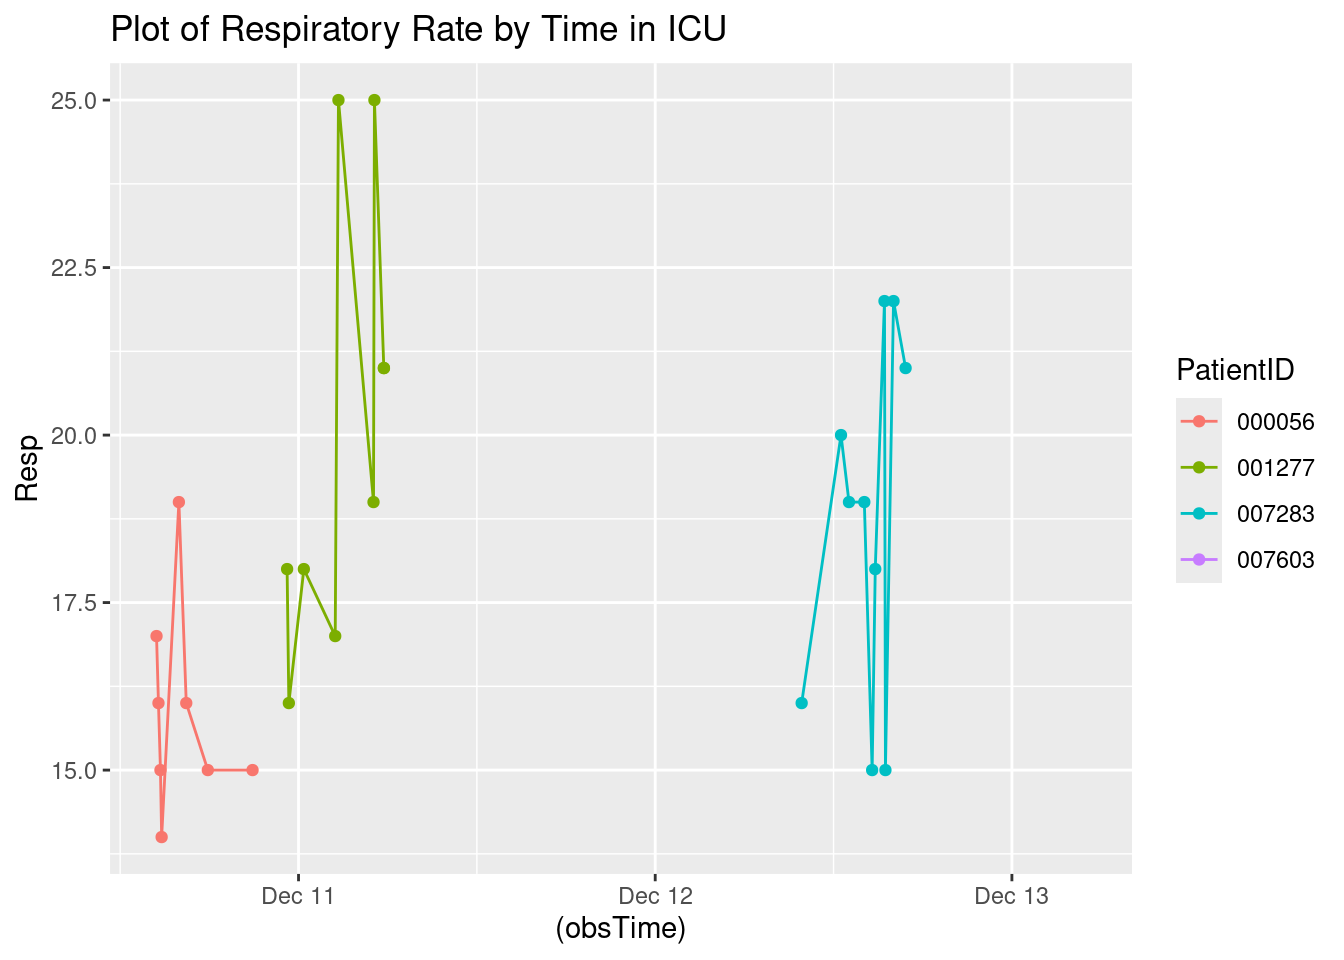 Plot of Respiratory Rate by Time in ICU
25.0
22.5
20.0
17.5
15.0
Resp
Dec 11
Dec 12
Dec 13
(obsTime)
PatientID
000056
001277
007283
007603